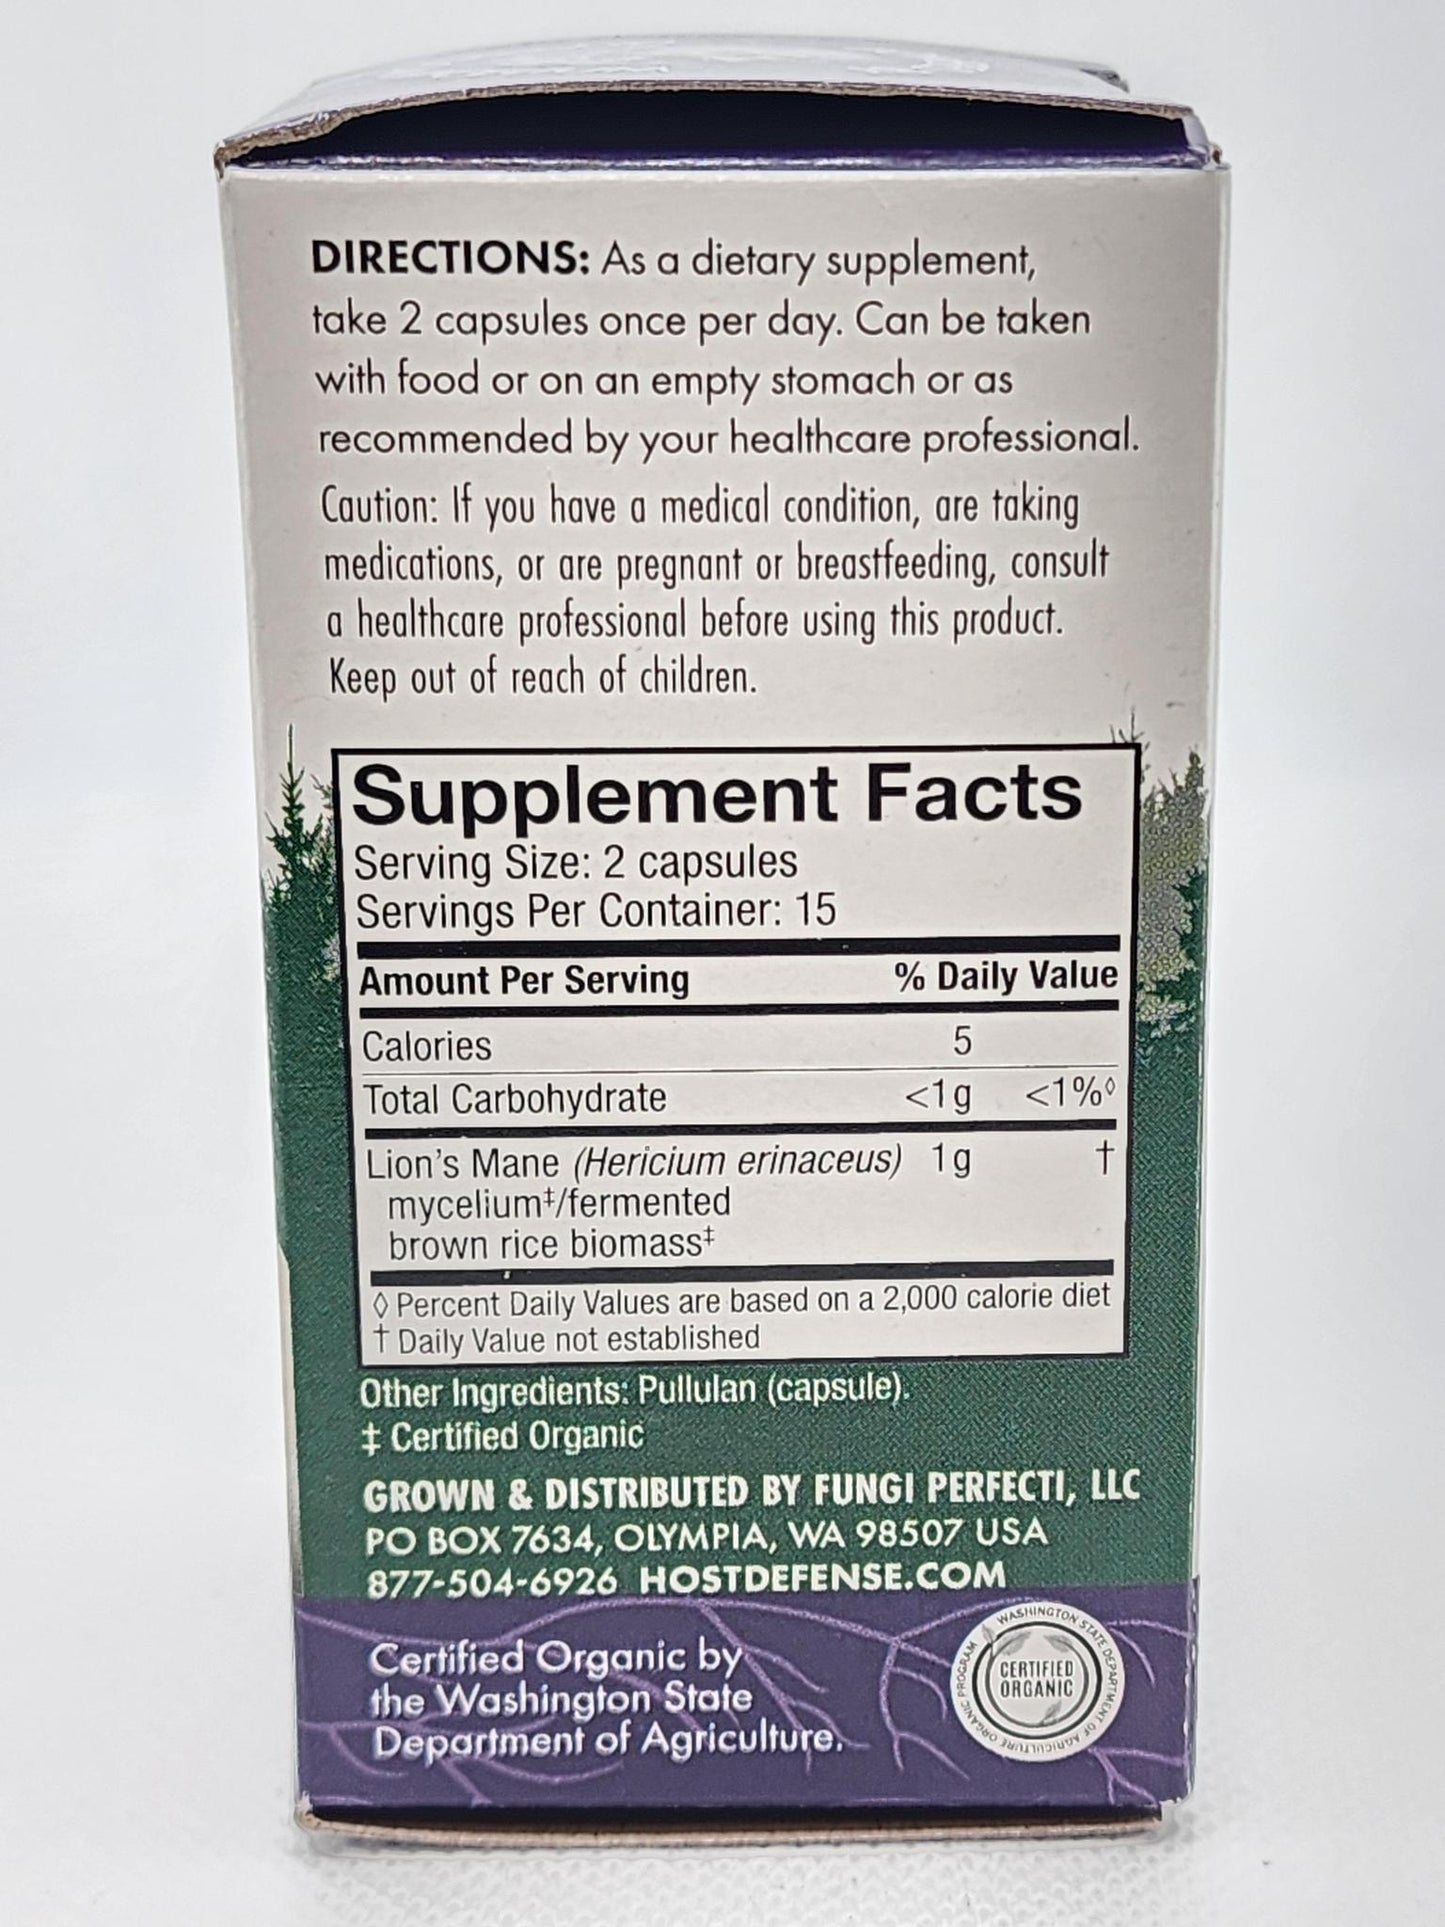 DIRECTIONS: As a dietary supplement,
take 2 capsules once per day. Can be taken
with food or on an empty stomach or as
recommended by your healthcare professional.
Caution: If you have a medical condition, are taking
medications, or are pregnant or breastfeeding, consult
a healthcare professional before using this product.
Keep out of reach of children.
Supplement Facts
Serving Size: 2 capsules
Servings Per Container: 15
Amount Per Serving % Daily Value
Calories 5
Total Carbohydrate <1g <1%◊
Lion's Mane (Hericium erinaceus) 1g †
mycelium‡/fermented
brown rice biomass‡
◊ Percent Daily Values are based on a 2,000 calorie diet
† Daily Value not established
Other Ingredients: Pullulan (capsule).
‡ Certified Organic
GROWN & DISTRIBUTED BY FUNGI PERFECTI, LLC
PO BOX 7634, OLYMPIA, WA 98507 USA
877-504-6926 HOSTDEFENSE.COM
Certified Organic by
the Washington State
Department of Agriculture.
WASHINGTON STATE DEPARTMENT OF AGRICULTURE ORGANIC PROGRAM
CERTIFIED
ORGANIC